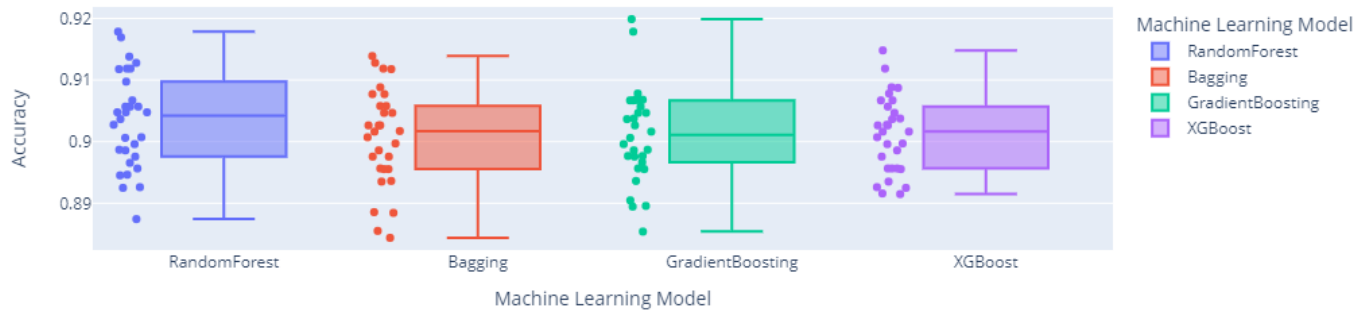 0.92
0.91
0.9
0.89
Accuracy
RandomForest
Bagging
GradientBoosting
XGBoost
Machine Learning Model
Machine Learning Model
RandomForest
Bagging
GradientBoosting
XGBoost